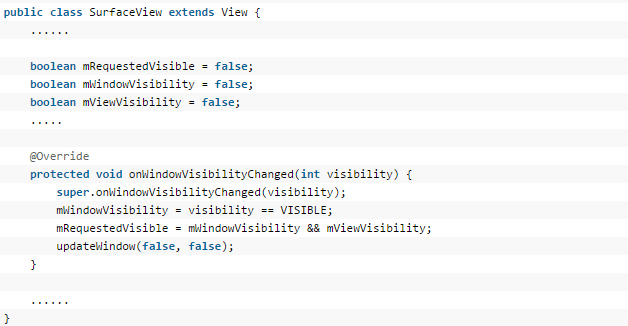 public class SurfaceView extends View {
    ......

    boolean mRequestedVisible = false;
    boolean mWindowVisibility = false;
    boolean mViewVisibility = false;
    .....

    @Override
    protected void onWindowVisibilityChanged(int visibility) {
        super.onWindowVisibilityChanged(visibility);
        mWindowVisibility = visibility == VISIBLE;
        mRequestedVisible = mWindowVisibility && mViewVisibility;
        updateWindow(false, false);
    }

    ......
}